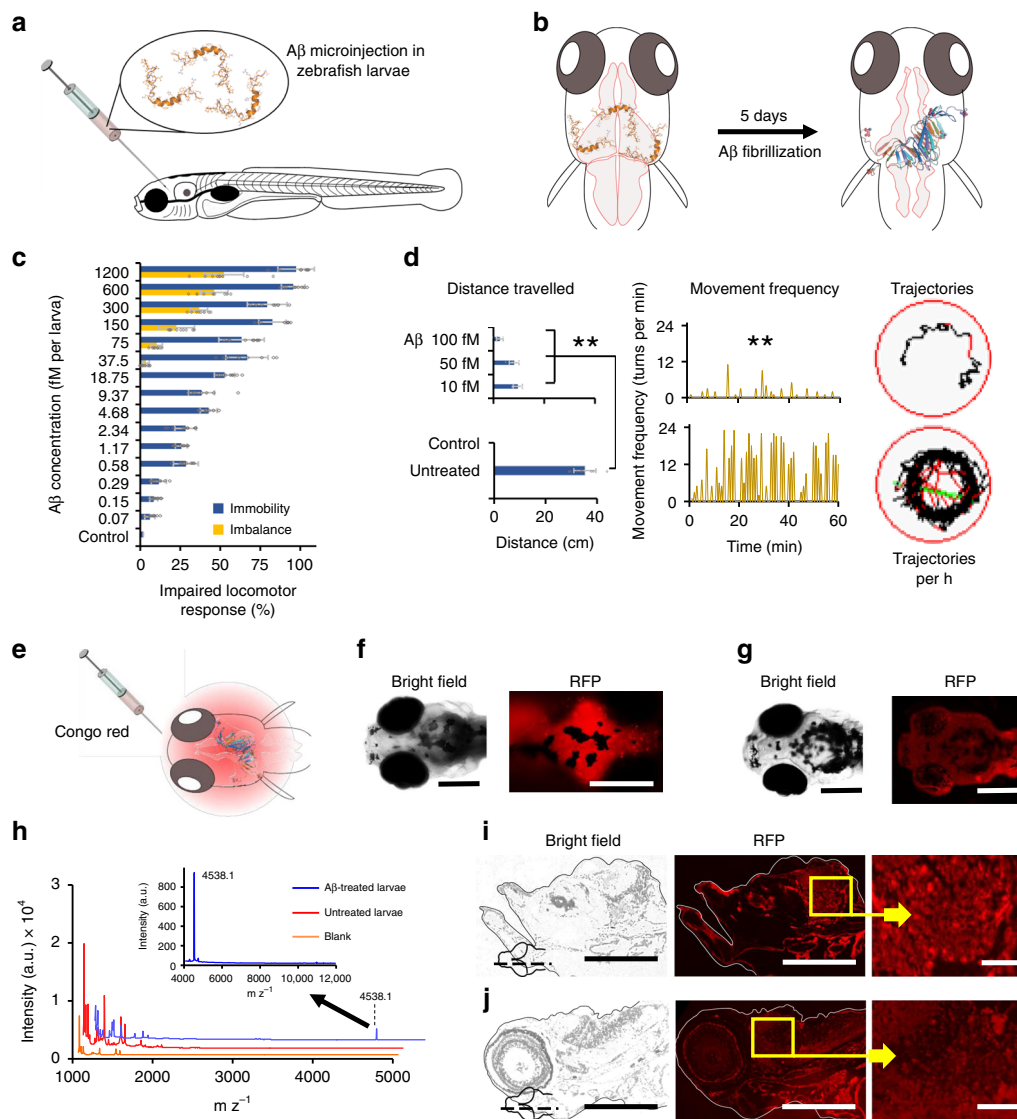 a
Aβ microinjection in
zebrafish larvae
b
5 days
Aβ fibrillization
c
Aβ concentration (fM per larva)
1200
600
300
150
75
37.5
18.75
9.37
4.68
2.34
1.17
0.58
0.29
0.15
0.07
Control
Immobility
Imbalance
0 25 50 75 100
Impaired locomotor
response (%)
d
Distance travelled
Aβ 100 fM
50 fM
10 fM
**
Control
Untreated
0 20 40
Distance (cm)
Movement frequency
Movement frequency (turns per min)
24
12
0
**
24
12
0
0 20 40 60
Time (min)
Trajectories
Trajectories
per h
e
Congo red
f
Bright field RFP
g
Bright field RFP
h
Intensity (a.u.) × 10⁴
3
2
1
0
1000 2000 3000 4000 5000
m z⁻¹
4538.1
Intensity (a.u.)
800
600
400
200
0
4538.1
4000 6000 8000 10,000 12,000
m z⁻¹
Aβ-treated larvae
Untreated larvae
Blank
i
Bright field RFP
j